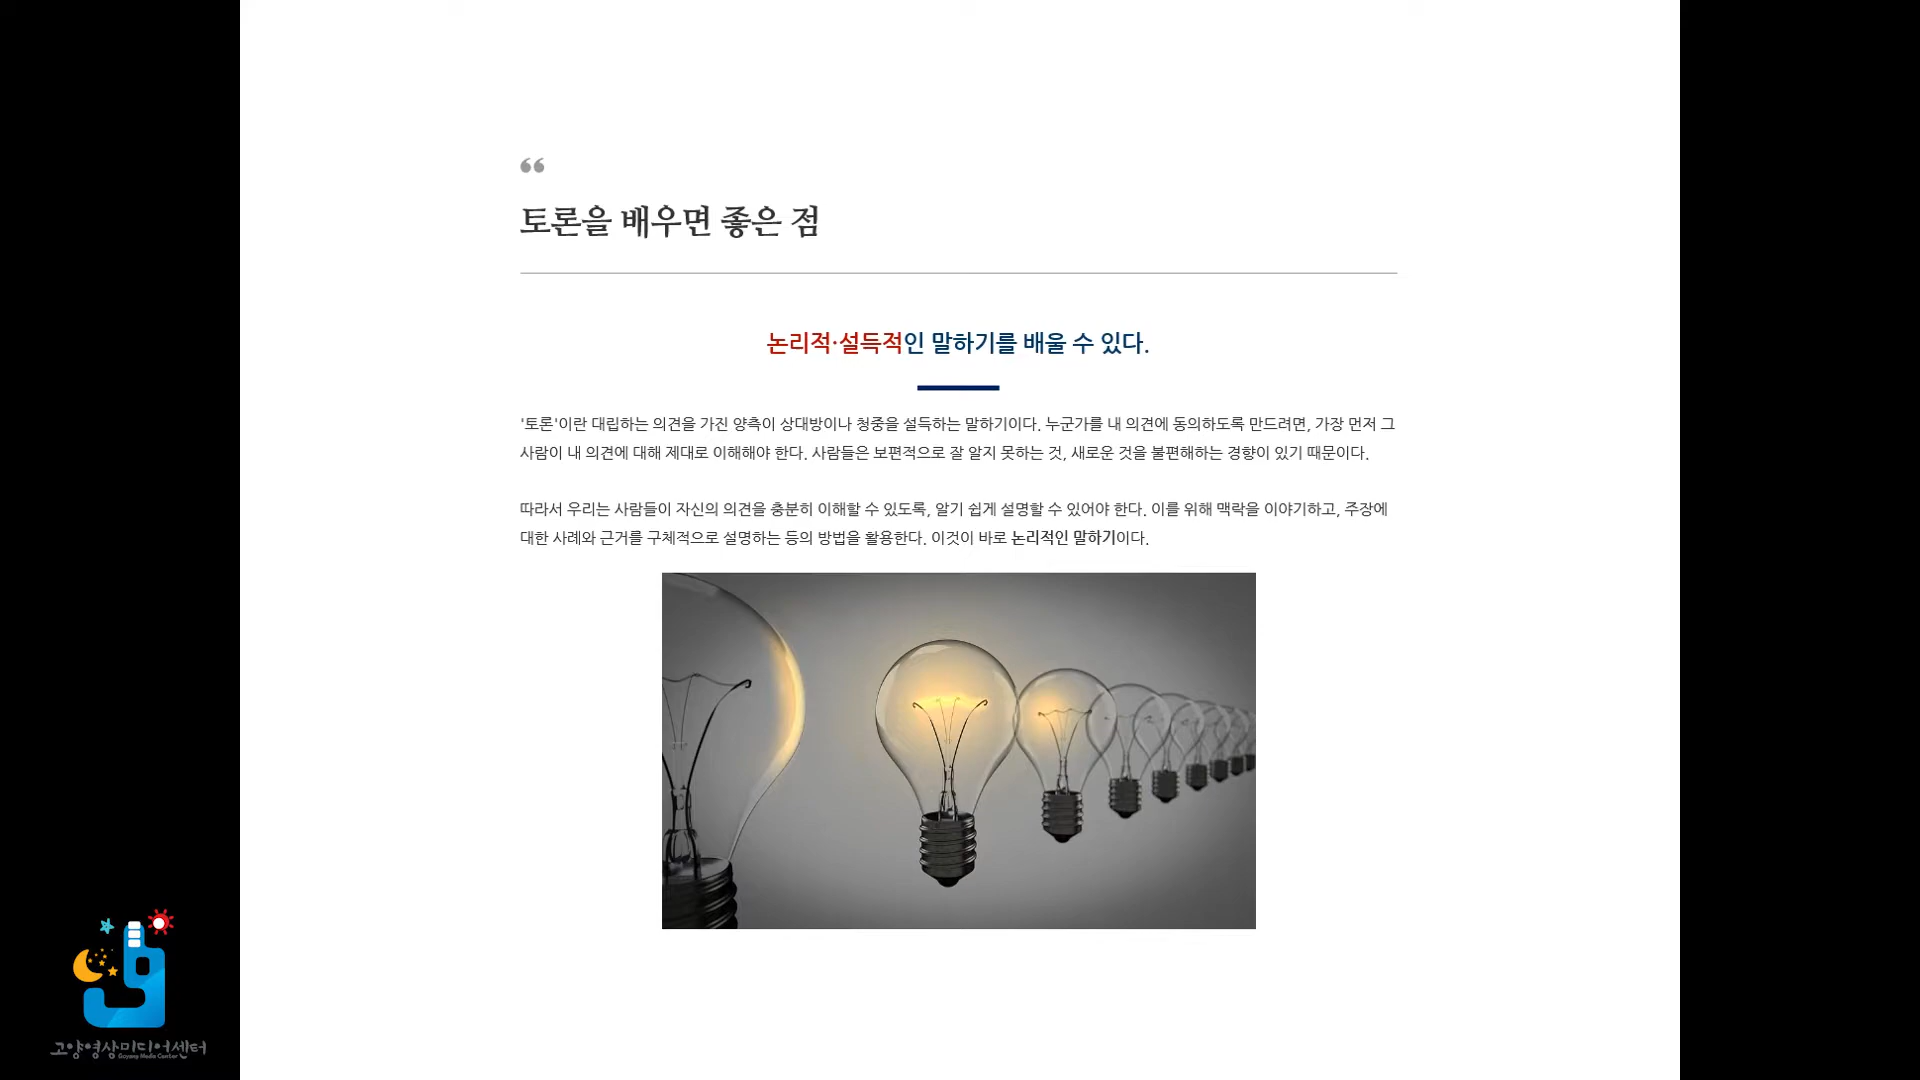 ❝
토론을 배우면 좋은 점
논리적·설득적인 말하기를 배울 수 있다.
'토론'이란 대립하는 의견을 가진 양측이 상대방이나 청중을 설득하는 말하기이다. 누군가를 내 의견에 동의하도록 만드려면, 가장 먼저 그
사람이 내 의견에 대해 제대로 이해해야 한다. 사람들은 보편적으로 잘 알지 못하는 것, 새로운 것을 불편해하는 경향이 있기 때문이다.
따라서 우리는 사람들이 자신의 의견을 충분히 이해할 수 있도록, 알기 쉽게 설명할 수 있어야 한다. 이를 위해 맥락을 이야기하고, 주장에
대한 사례와 근거를 구체적으로 설명하는 등의 방법을 활용한다. 이것이 바로 논리적인 말하기이다.
고양영상미디어센터
Goyang Media Center